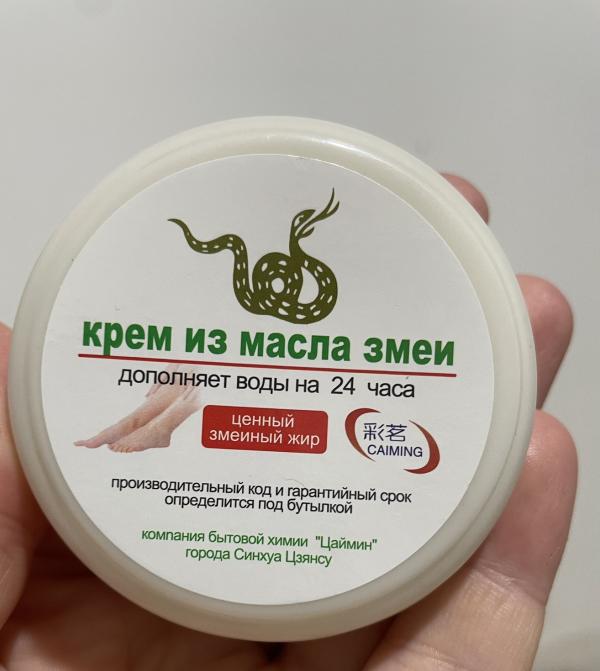 крем из масла змеи
дополняет воды на 24 часа
ценный
змеиный жир
彩茗
CAIMING
производительный код и гарантийный срок
определится под бутылкой
компания бытовой химии "Цаймин"
города Синхуа Цзянсу